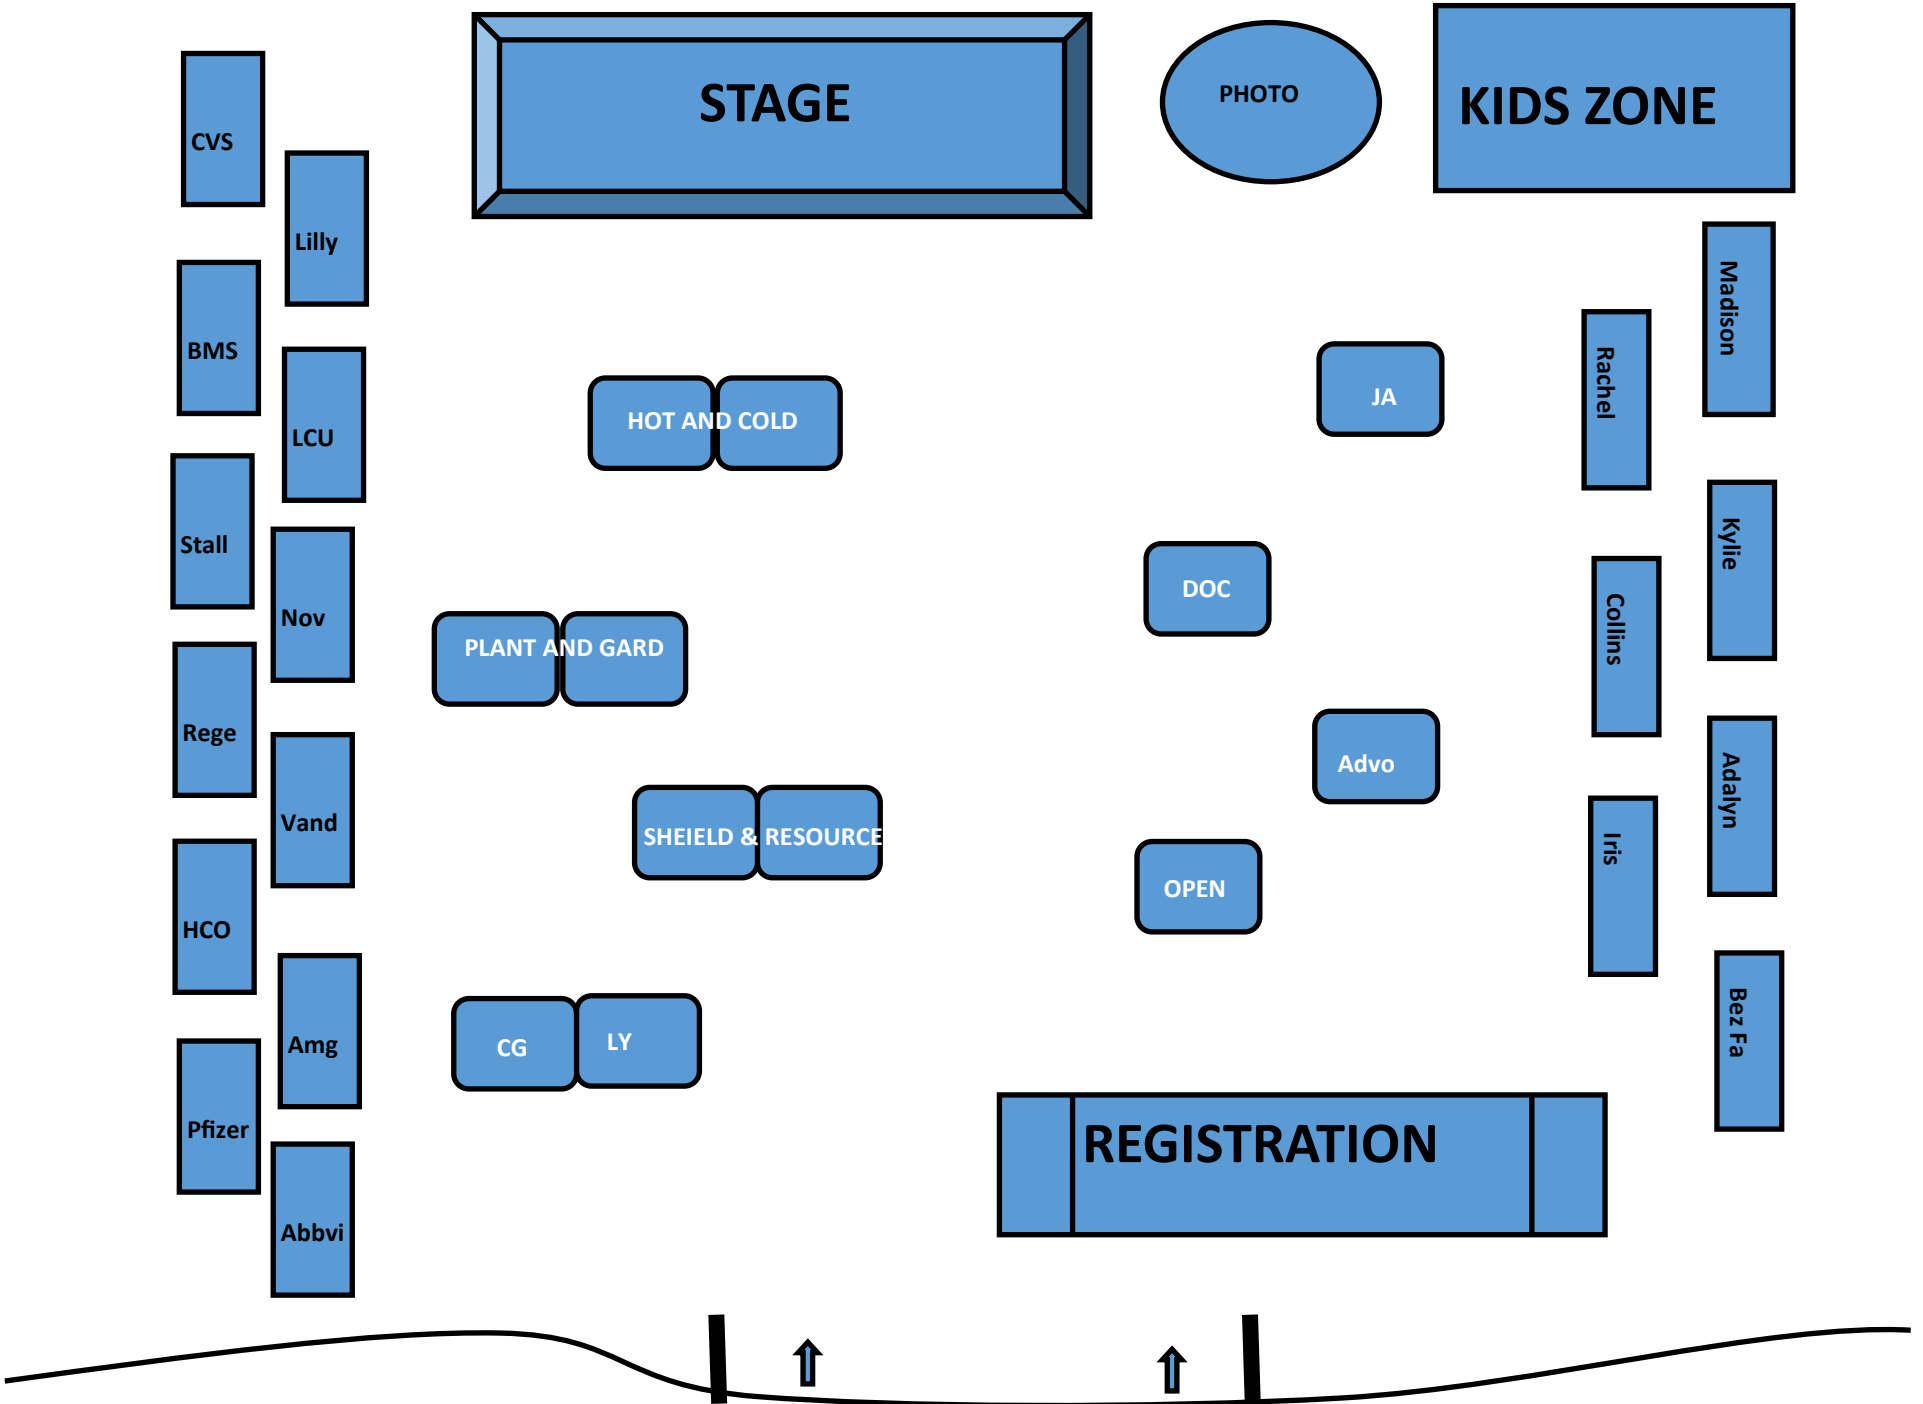 STAGE
PHOTO
KIDS ZONE
CVS
Lilly
BMS
LCU
Stall
Nov
Rege
Vand
HCO
Amg
Pfizer
Abbvi
HOT AND COLD
PLANT AND GARD
SHEIELD & RESOURCE
CG
LY
JA
DOC
Advo
OPEN
Rachel
Madison
Collins
Kylie
Iris
Adalyn
Bez Fa
REGISTRATION